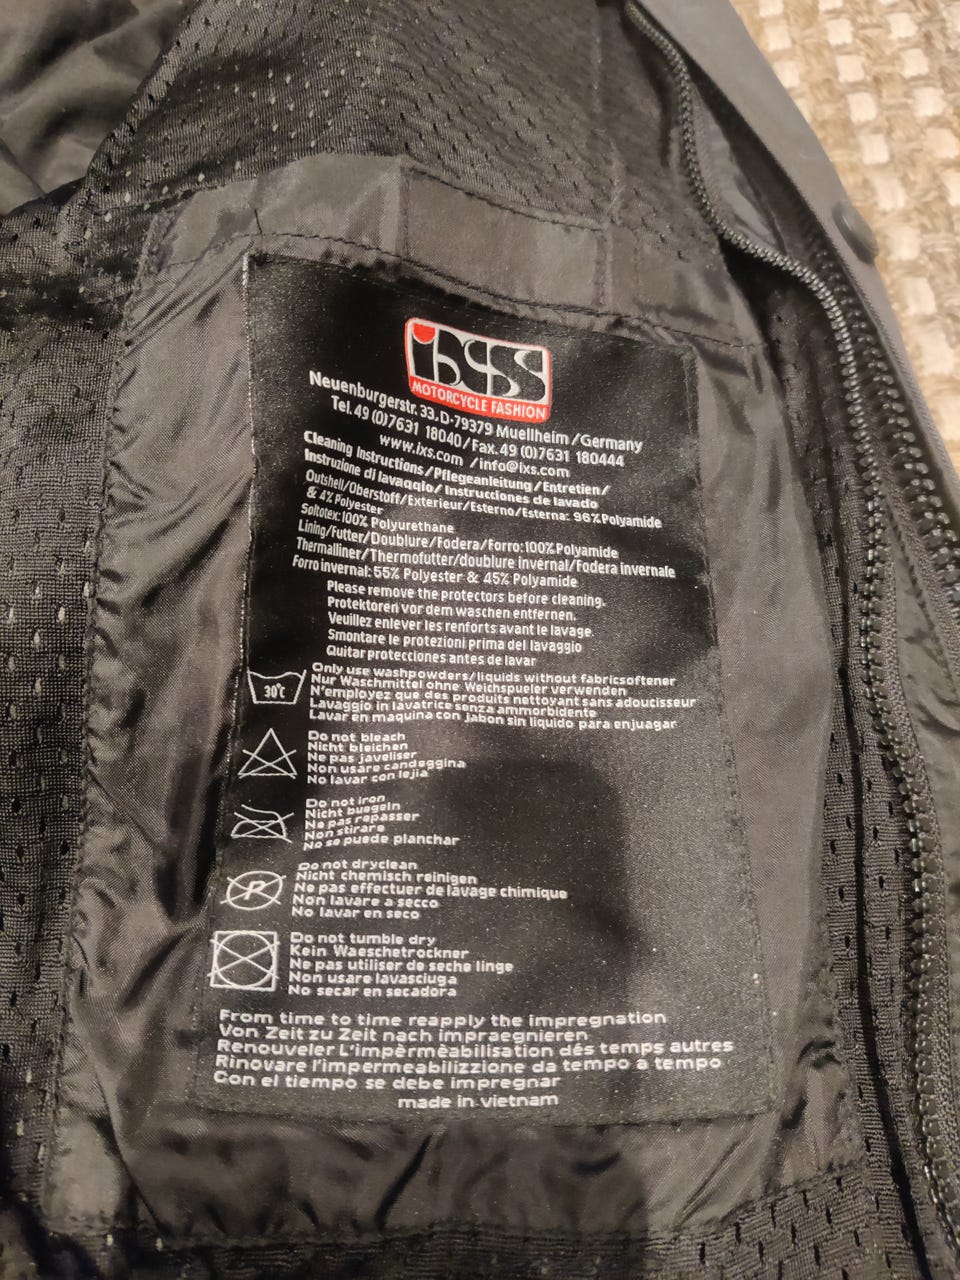 ixs
MOTORCYCLE FASHION
Neuenburgerstr. 33, D-79379 Muellheim /Germany
Tel. 49 (0)7631 18040/ Fax. 49 (0)7631 180444
www.ixs.com /info@ixs.com
Cleaning Instructions/Pflegeanleitung/Entretien/
Instruzione di lavaggio/Instrucciones de lavado
Outshell/Oberstoff/Exterieur/Esterno/Esterna: 96%Polyamide
& 4% Polyester
Soltotex:100% Polyurethane
Lining/Futter/Doublure/Fodera/Forro:100%Polyamide
Thermalliner/Thermofutter/doublure invernal/Fodera invernale
Forro invernal: 55% Polyester & 45% Polyamide
Please remove the protectors before cleaning.
Protektoren vor dem waschen entfernen.
Veuillez enlever les renforts avant le lavage.
Smontare le protezioni prima del lavaggio
Quitar protecciones antes de lavar
30°c
Only use washpowders/liquids without fabricsoftener
Nur Waschmittel ohne Weichspueler verwenden
N'employez que des produits nettoyant sans adoucisseur
Lavaggio in lavatrice senza ammorbidente
Lavar en maquina con jabon sin liquido para enjuagar
Do not bleach
Nicht bleichen
Ne pas javeliser
Non usare candeggina
No lavar con lejia
Do not iron
Nicht buegeln
Ne pas repasser
Non stirare
No se puede planchar
P
Do not dryclean
Nicht chemisch reinigen
Ne pas effectuer de lavage chimique
Non lavare a secco
No lavar en seco
Do not tumble dry
Kein Waeschetrockner
Ne pas utiliser de seche linge
Non usare lavasciuga
No secar en secadora
From time to time reapply the impregnation
Von Zeit zu Zeit nach impraegnieren
Renouveler L'impèrmèabilisation dés temps autres
Rinovare l'impermeabilizzione da tempo a tempo
Con el tiempo se debe impregnar
made in vietnam